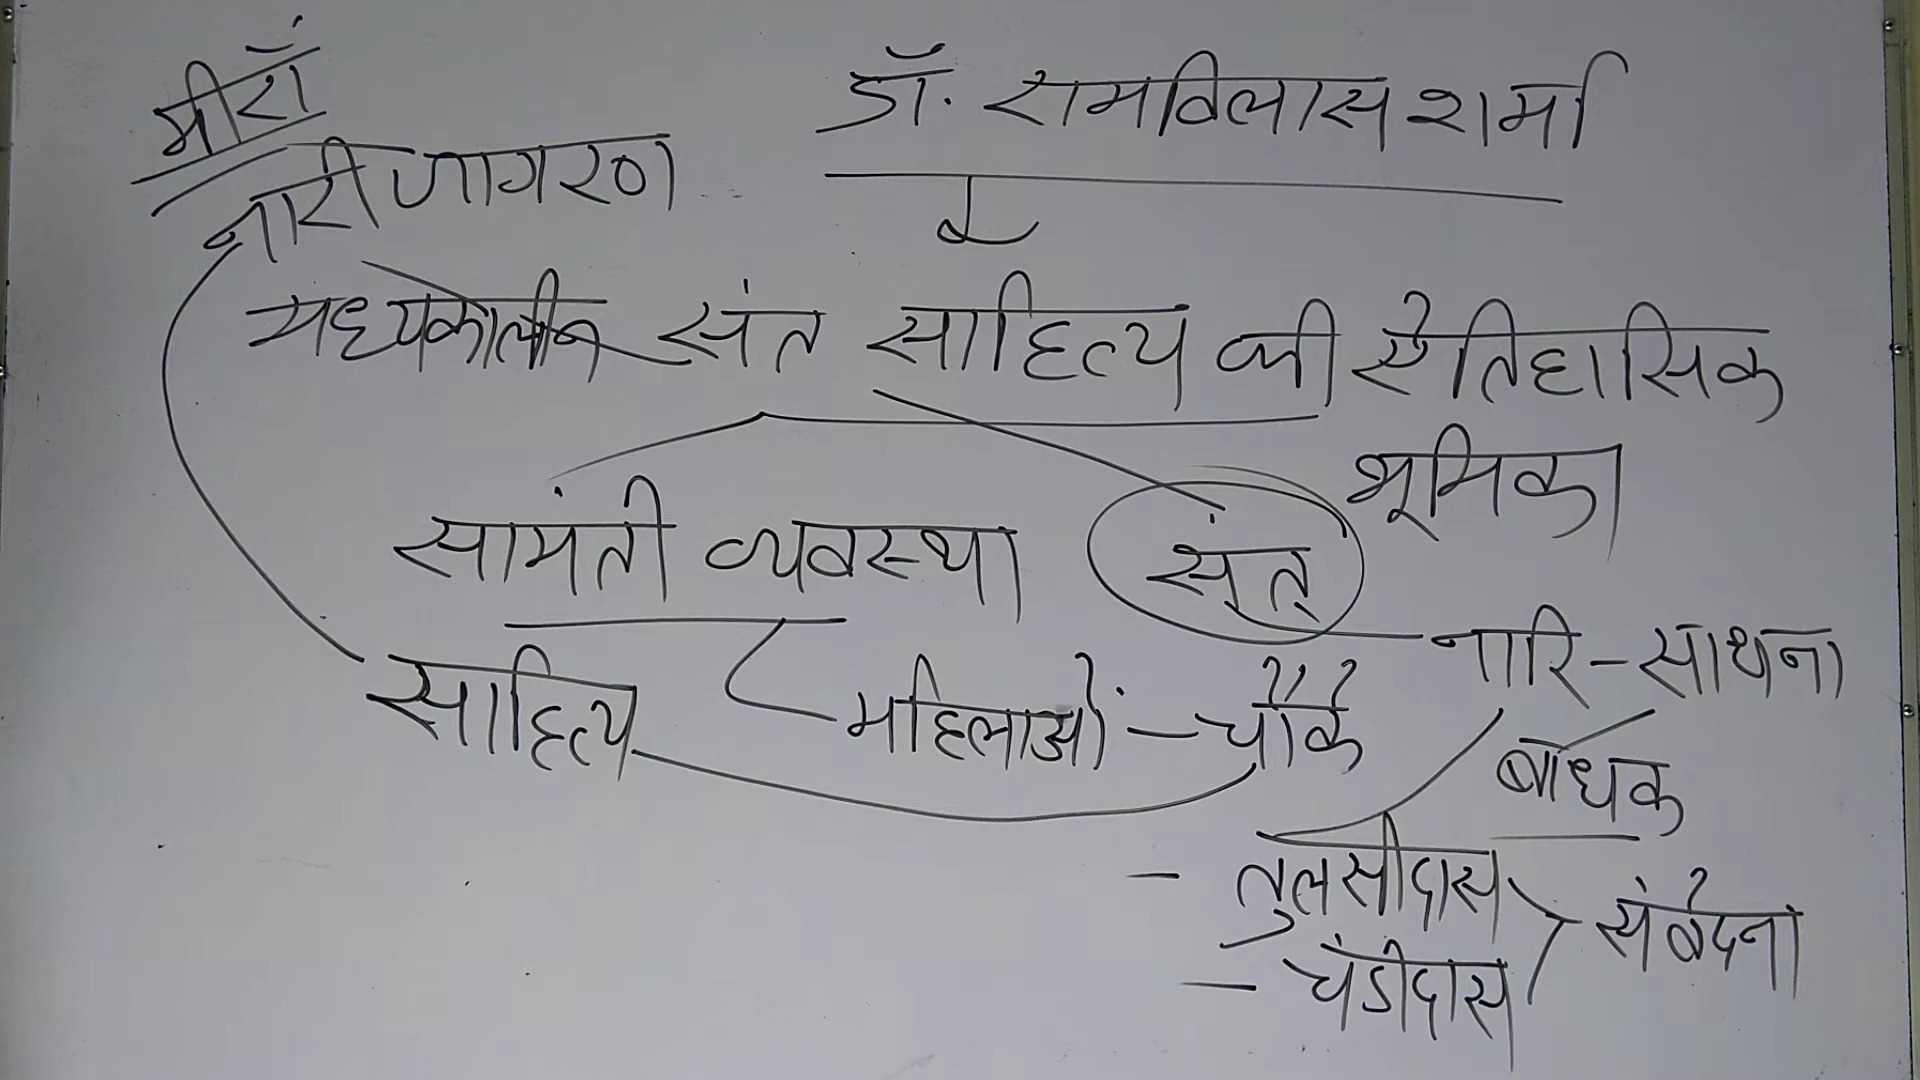 मीराँ
डॉ. रामविलास शर्मा
नारी जागरण
मध्यकालीन संत साहित्य की ऐतिहासिक
भूमिका
सामंती व्यवस्था संत
नारि - साधना
साहित्य महिलाओं - चौके
बाधक
- तुलसीदास
संवेदना
- चंडीदास